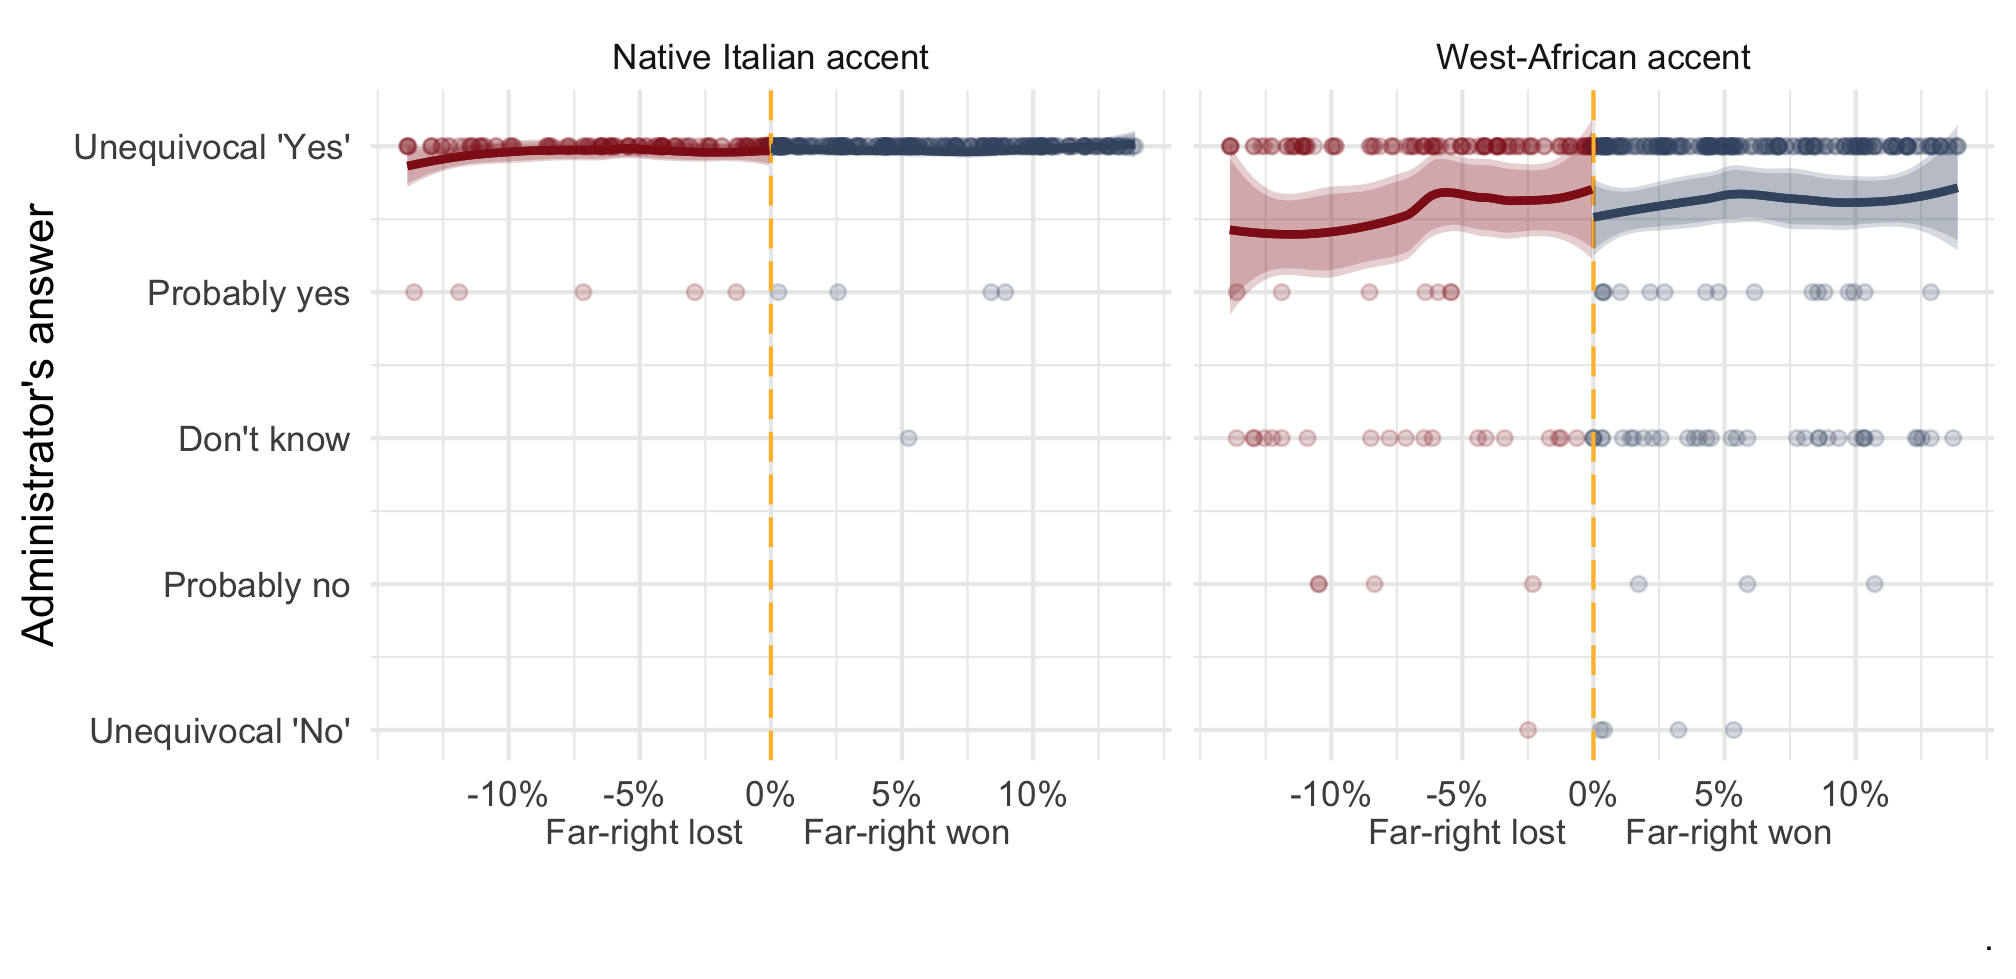 Native Italian accent
West-African accent
Administrator's answer
Unequivocal 'Yes'
Probably yes
Don't know
Probably no
Unequivocal 'No'
-10% -5% 0% 5% 10%
Far-right lost Far-right won
-10% -5% 0% 5% 10%
Far-right lost Far-right won
.